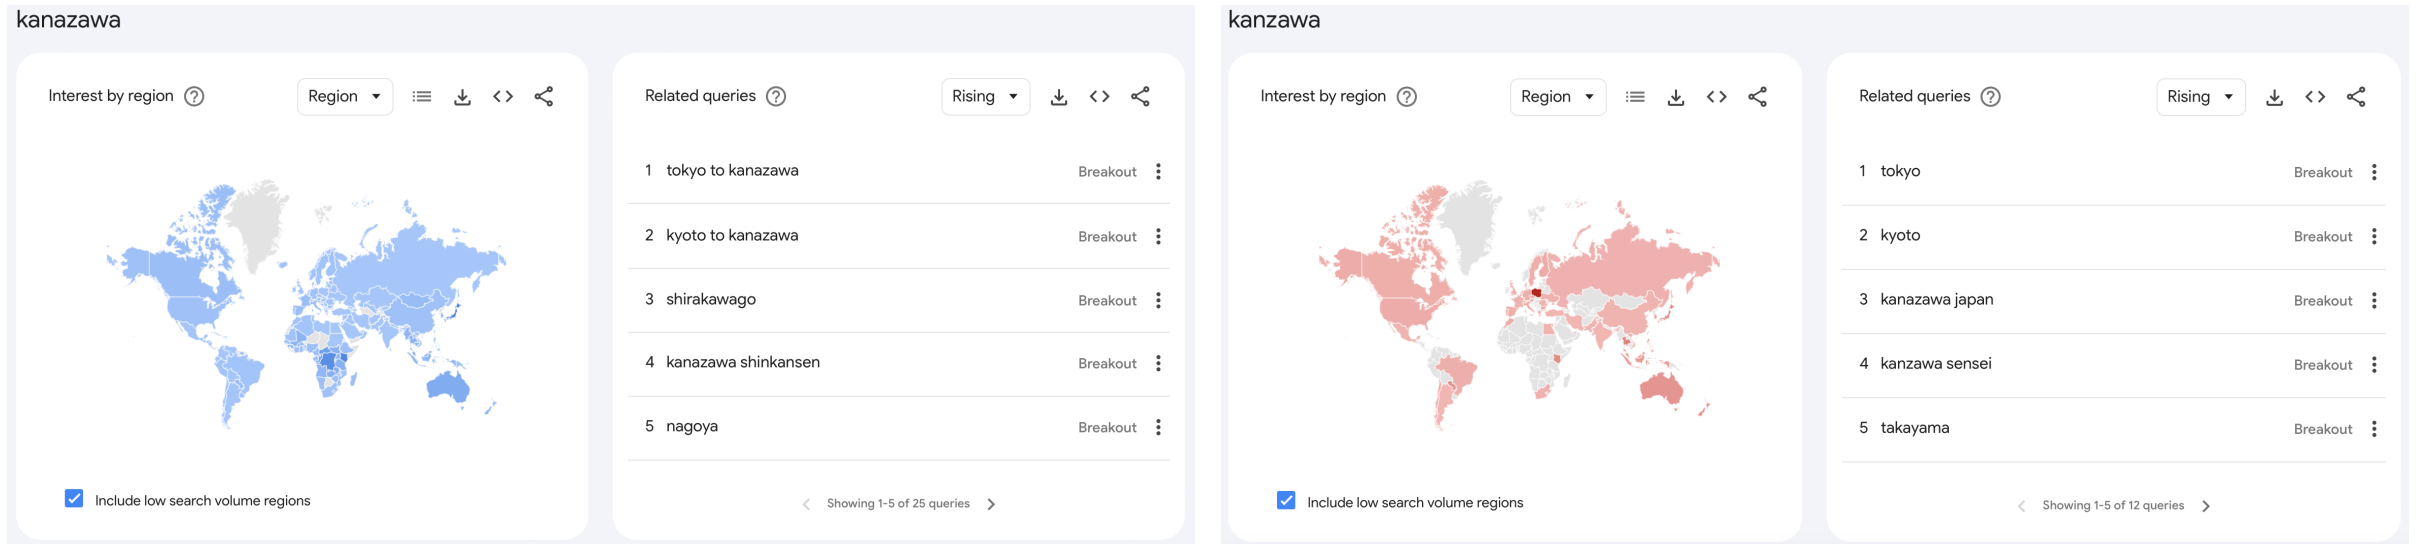 kanazawa
Interest by region
Region
Related queries
Rising
1 tokyo to kanazawa Breakout
2 kyoto to kanazawa Breakout
3 shirakawago Breakout
4 kanazawa shinkansen Breakout
5 nagoya Breakout
Include low search volume regions
Showing 1-5 of 25 queries
kanzawa
Interest by region
Region
Related queries
Rising
1 tokyo Breakout
2 kyoto Breakout
3 kanazawa japan Breakout
4 kanzawa sensei Breakout
5 takayama Breakout
Include low search volume regions
Showing 1-5 of 12 queries